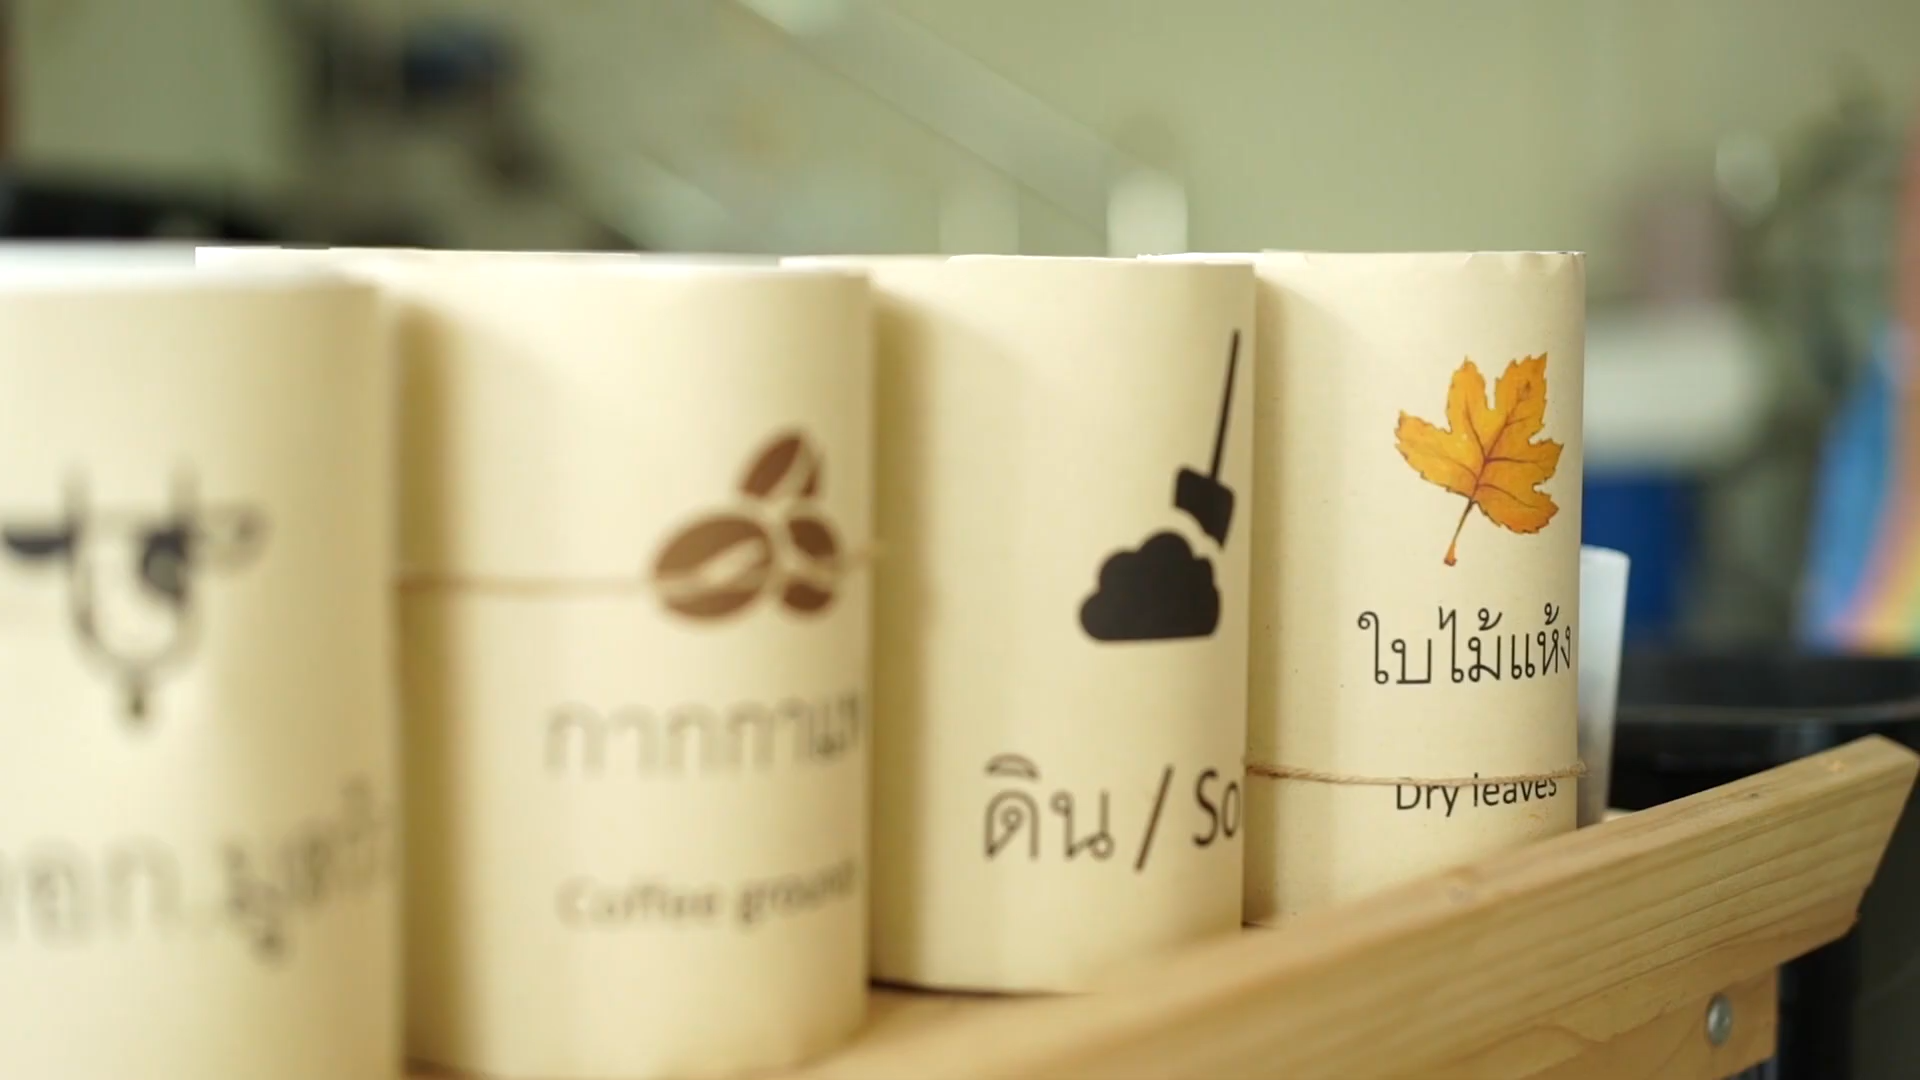 กากกาแฟ
Coffee ground
ดิน / So
ใบไม้แห้ง
Dry leaves